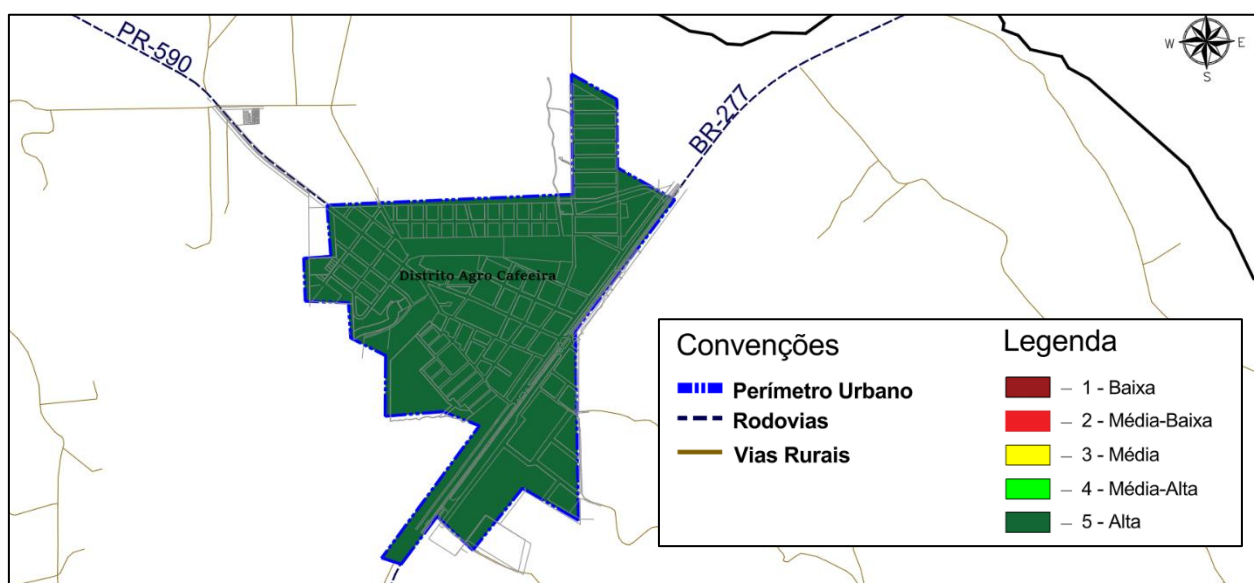 PR-590
BR-277
W
E
S
Distrito Agro Cafeeira
Convenções
Perímetro Urbano
Rodovias
Vias Rurais
Legenda
– 1 - Baixa
– 2 - Média-Baixa
– 3 - Média
– 4 - Média-Alta
– 5 - Alta